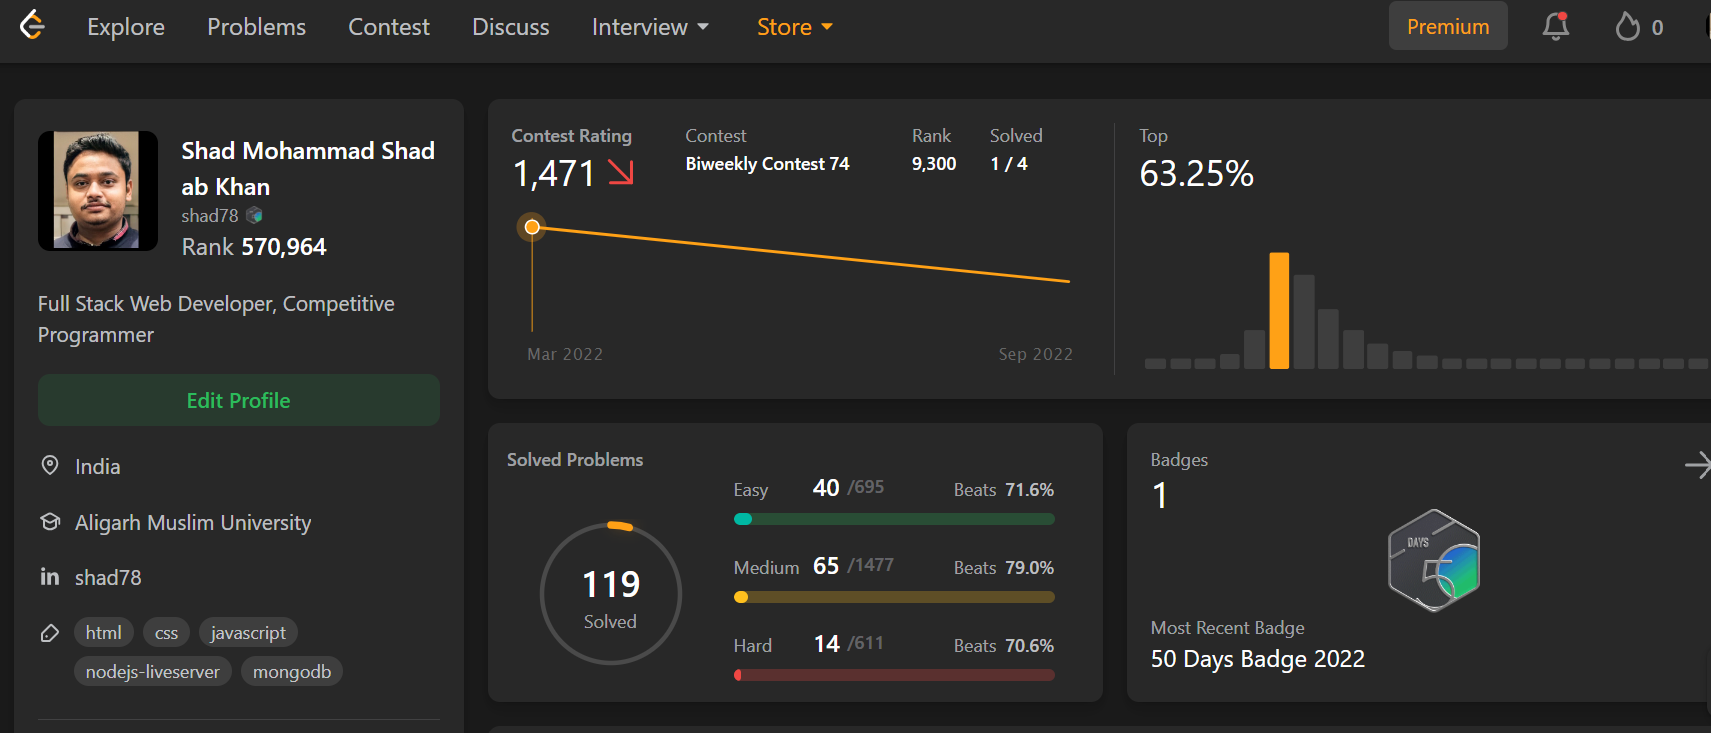 Explore Problems Contest Discuss Interview Store Premium 0
Shad Mohammad Shad
ab Khan
shad78
Rank 570,964
Full Stack Web Developer, Competitive
Programmer
Edit Profile
India
Aligarh Muslim University
in shad78
html css javascript
nodejs-liveserver mongodb
Contest Rating
1,471
Contest
Biweekly Contest 74
Rank
9,300
Solved
1 / 4
Mar 2022 Sep 2022
Top
63.25%
Solved Problems
119
Solved
Easy 40 /695 Beats 71.6%
Medium 65 /1477 Beats 79.0%
Hard 14 /611 Beats 70.6%
Badges
1
DAYS
50
Most Recent Badge
50 Days Badge 2022